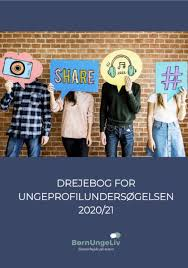 SHARE
#
DREJEBOG FOR
UNGEPROFILUNDERSØGELSEN
2020/21
BørnUngeLiv